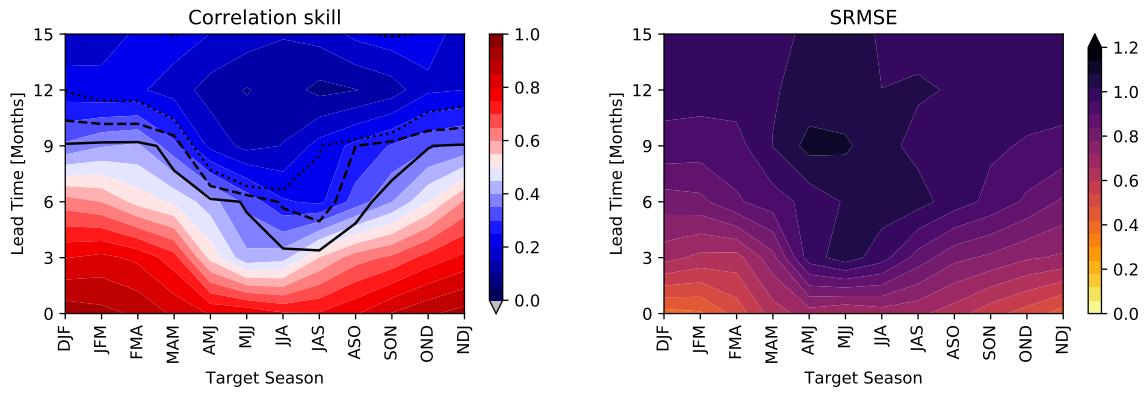 Correlation skill
15
12
9
6
3
0
Lead Time [Months]
DJF
JFM
FMA
MAM
AMJ
MJJ
JJA
JAS
ASO
SON
OND
NDJ
Target Season
1.0
0.8
0.6
0.4
0.2
0.0
SRMSE
15
12
9
6
3
0
Lead Time [Months]
DJF
JFM
FMA
MAM
AMJ
MJJ
JJA
JAS
ASO
SON
OND
NDJ
Target Season
1.2
1.0
0.8
0.6
0.4
0.2
0.0